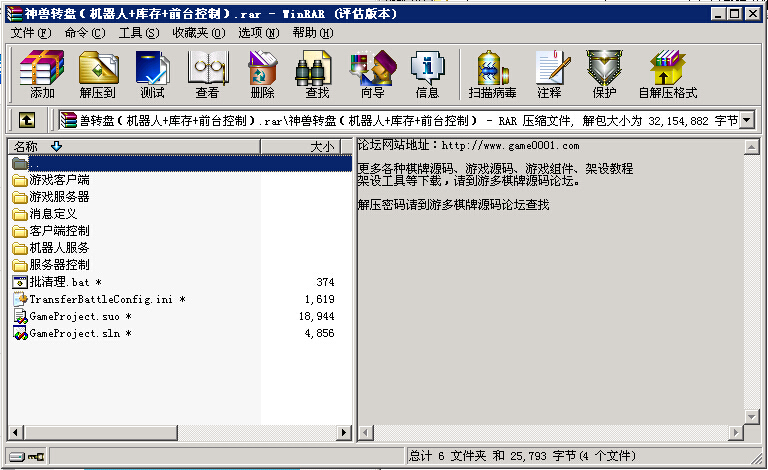 神兽转盘(机器人+库存+前台控制).rar - WinRAR (评估版本)
文件(F) 命令(C) 工具(S) 收藏夹(O) 选项(N) 帮助(H)
添加 解压到 测试 查看 删除 查找 向导 信息 扫描病毒 注释 保护 自解压格式
兽转盘(机器人+库存+前台控制).rar\神兽转盘(机器人+库存+前台控制) - RAR 压缩文件, 解包大小为 32,154,882 字节
名称 大小
..
游戏客户端
游戏服务器
消息定义
客户端控制
机器人服务
服务器控制
批清理.bat * 374
TransferBattleConfig.ini * 1,619
GameProject.suo * 18,944
GameProject.sln * 4,856
论坛网站地址：http://www.game0001.com
更多各种棋牌源码、游戏源码、游戏组件、架设教程
架设工具等下载，请到游多棋牌源码论坛。
解压密码请到游多棋牌源码论坛查找
总计 6 文件夹 和 25,793 字节(4 个文件)